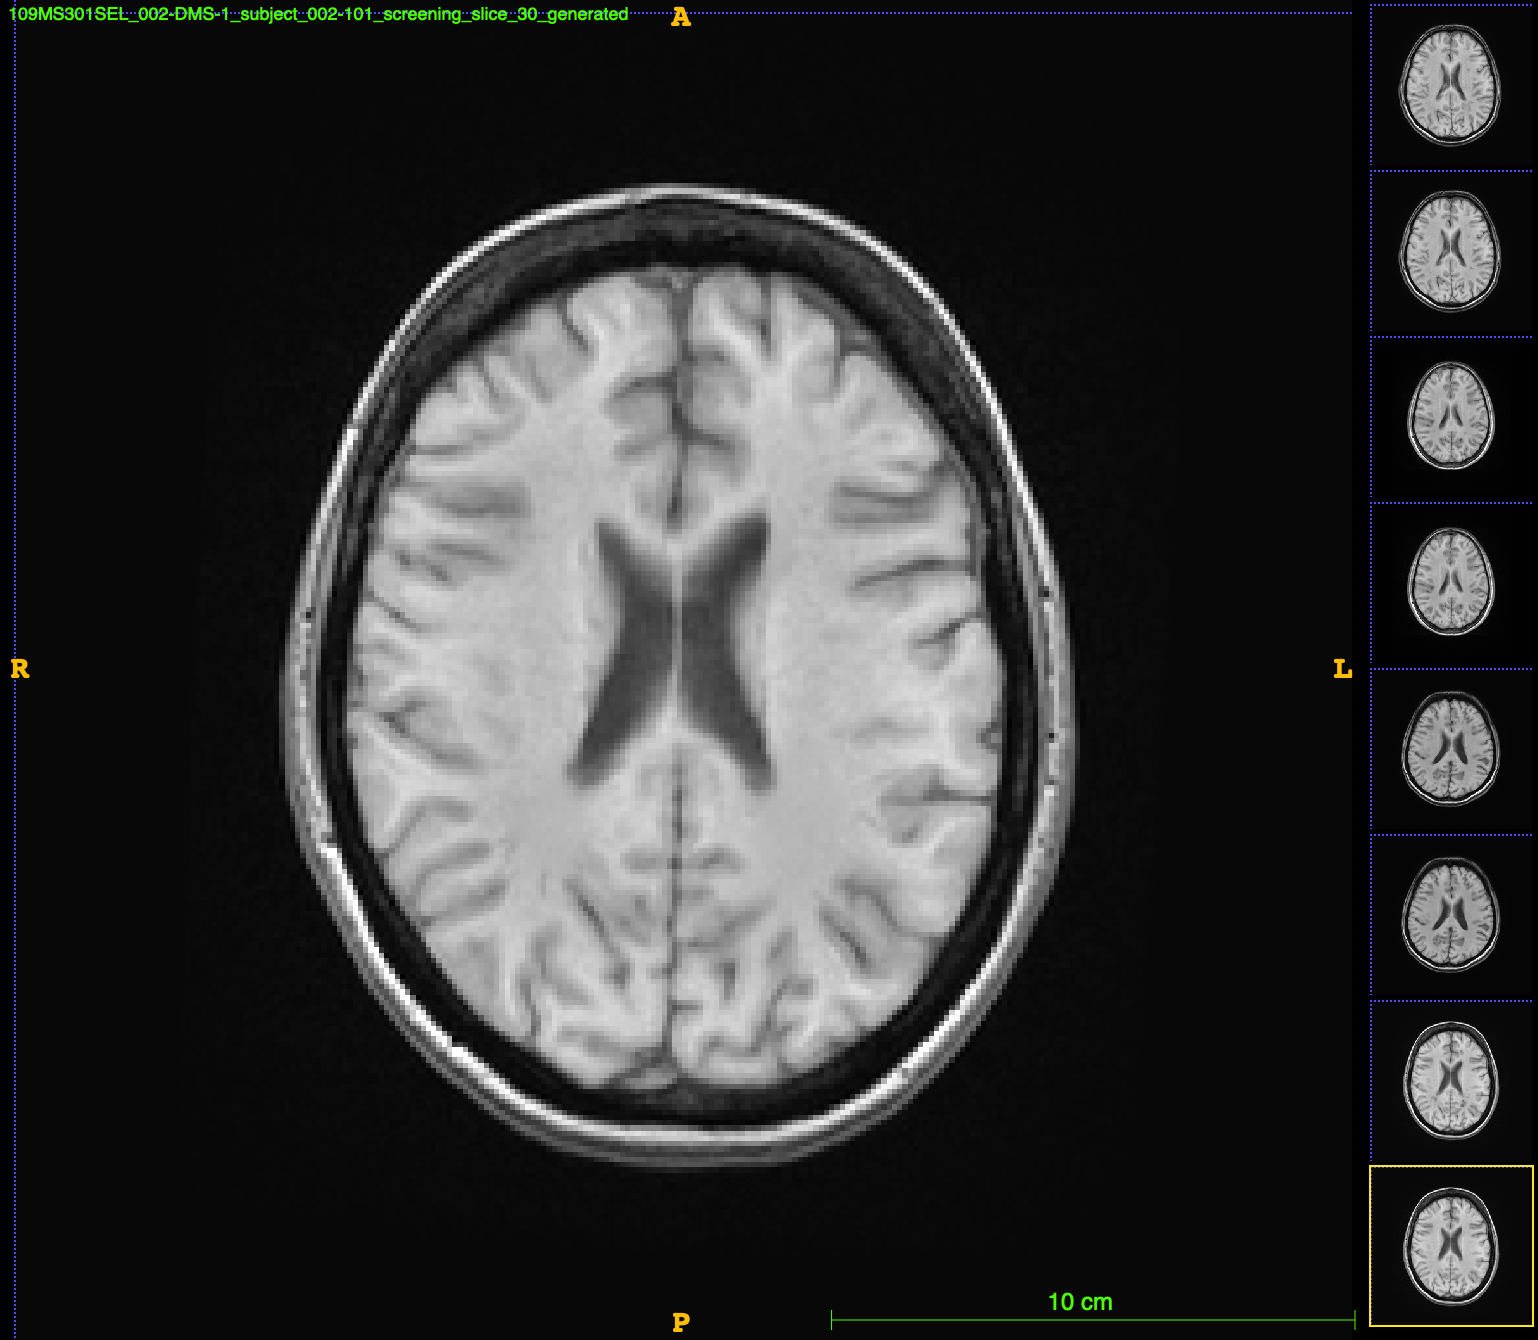 109MS301SEL_002-DMS-1_subject_002-101_screening_slice_30_generated
A
R
L
10 cm
P